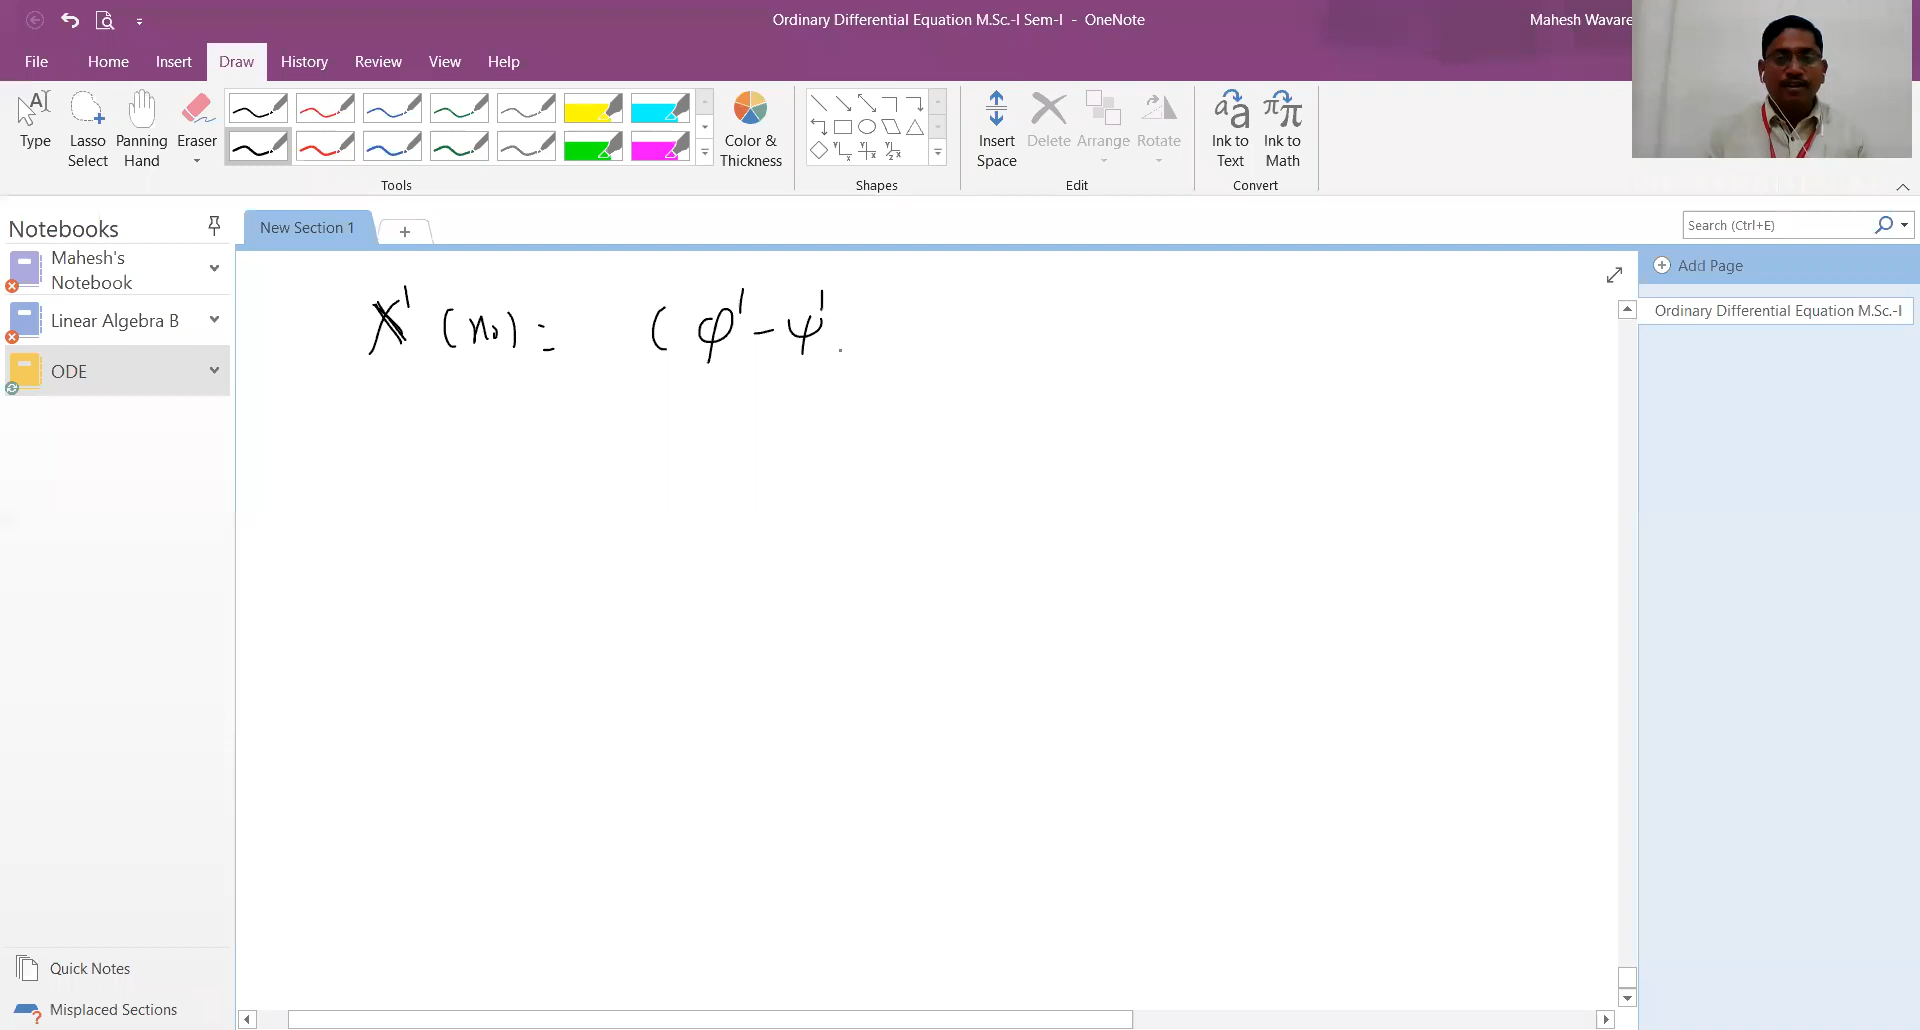 Ordinary Differential Equation M.Sc.-I Sem-I - OneNote
Mahesh Wavare
File Home Insert Draw History Review View Help
Type
Lasso Select
Panning Hand
Eraser
Color & Thickness
Insert Space
Delete
Arrange
Rotate
Ink to Text
Ink to Math
Tools
Shapes
Edit
Convert
Notebooks
Mahesh's Notebook
Linear Algebra B
ODE
Quick Notes
Misplaced Sections
New Section 1
Search (Ctrl+E)
Add Page
Ordinary Differential Equation M.Sc.-I
X' (x₀) = ( φ' - ψ'